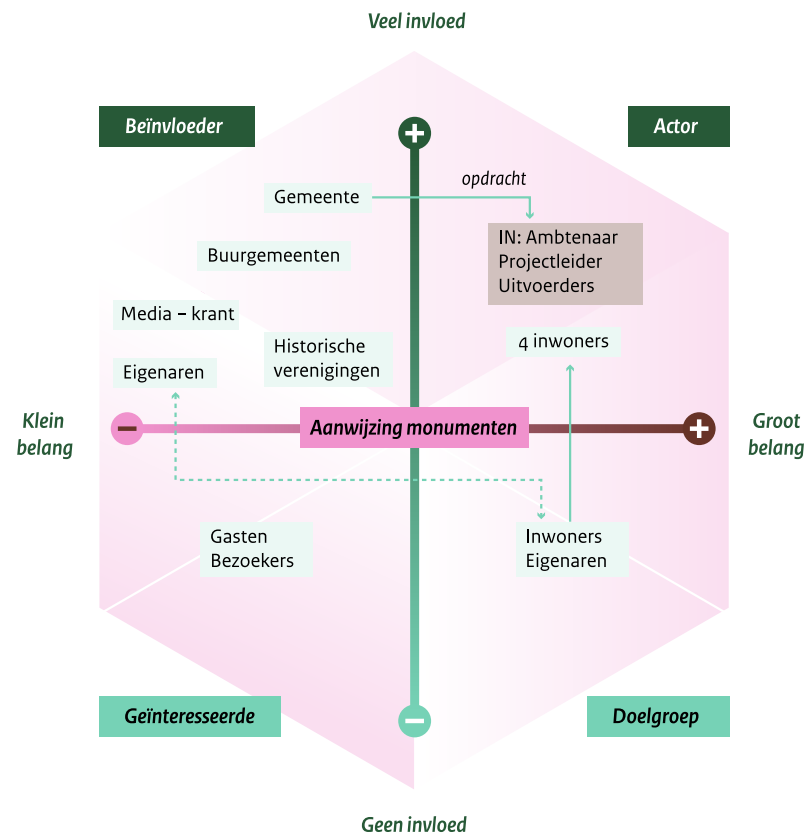 Veel invloed
Beïnvloeder
Actor
opdracht
Gemeente
IN: Ambtenaar
Projectleider
Uitvoerders
Buurgemeenten
Media – krant
4 inwoners
Historische
verenigingen
Eigenaren
Klein
belang
Aanwijzing monumenten
Groot
belang
Gasten
Bezoekers
Inwoners
Eigenaren
Geïnteresseerde
Doelgroep
Geen invloed